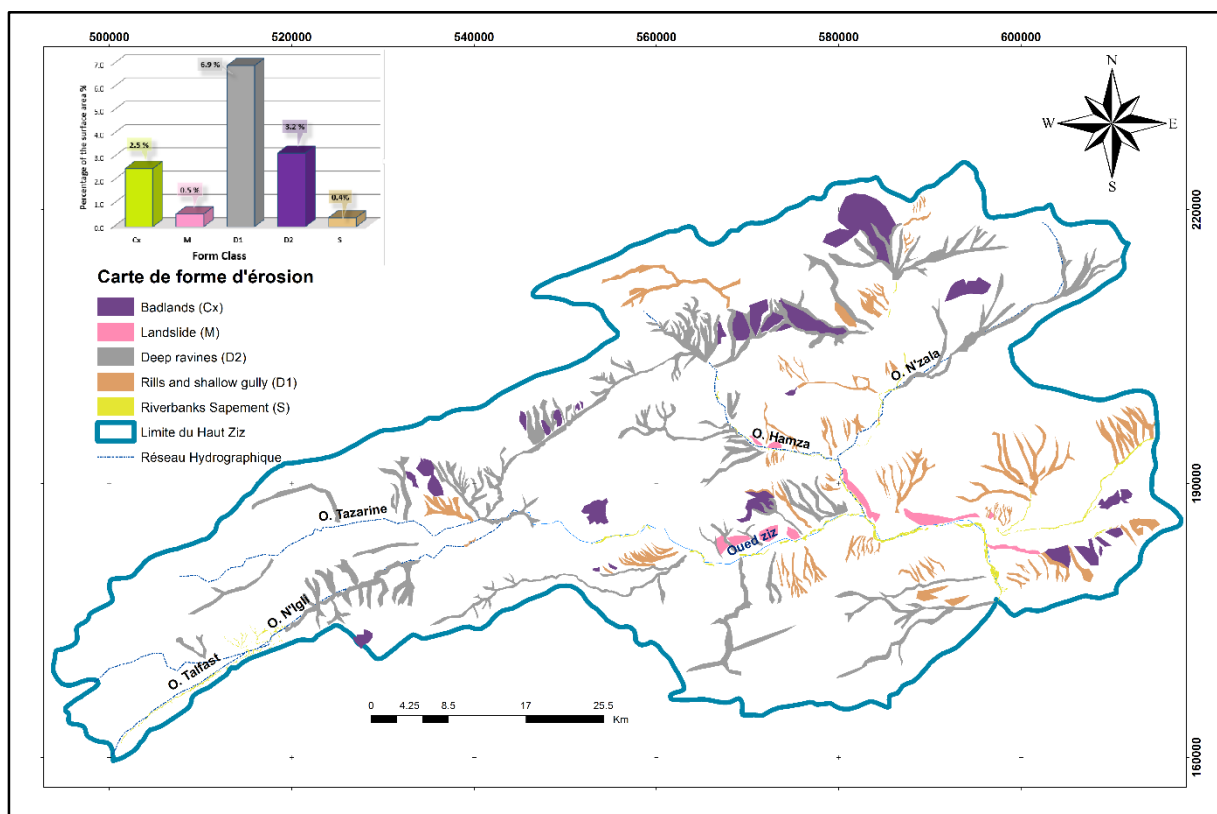 500000 520000 540000 560000 580000 600000
7.0
6.0
5.0
4.0
3.0
2.0
1.0
0.0
Percentage of the surface area %
2.5 %
0.5 %
6.9 %
3.2 %
0.4%
Cx M D1 D2 S
Form Class
N
W E
S
220000
190000
160000
Carte de forme d'érosion
Badlands (Cx)
Landslide (M)
Deep ravines (D2)
Rills and shallow gully (D1)
Riverbanks Sapement (S)
Limite du Haut Ziz
Réseau Hydrographique
O. N'zala
O. Hamza
O. Tazarine
Oued ziz
O. N'Igli
O. Talfast
0 4.25 8.5 17 25.5
Km